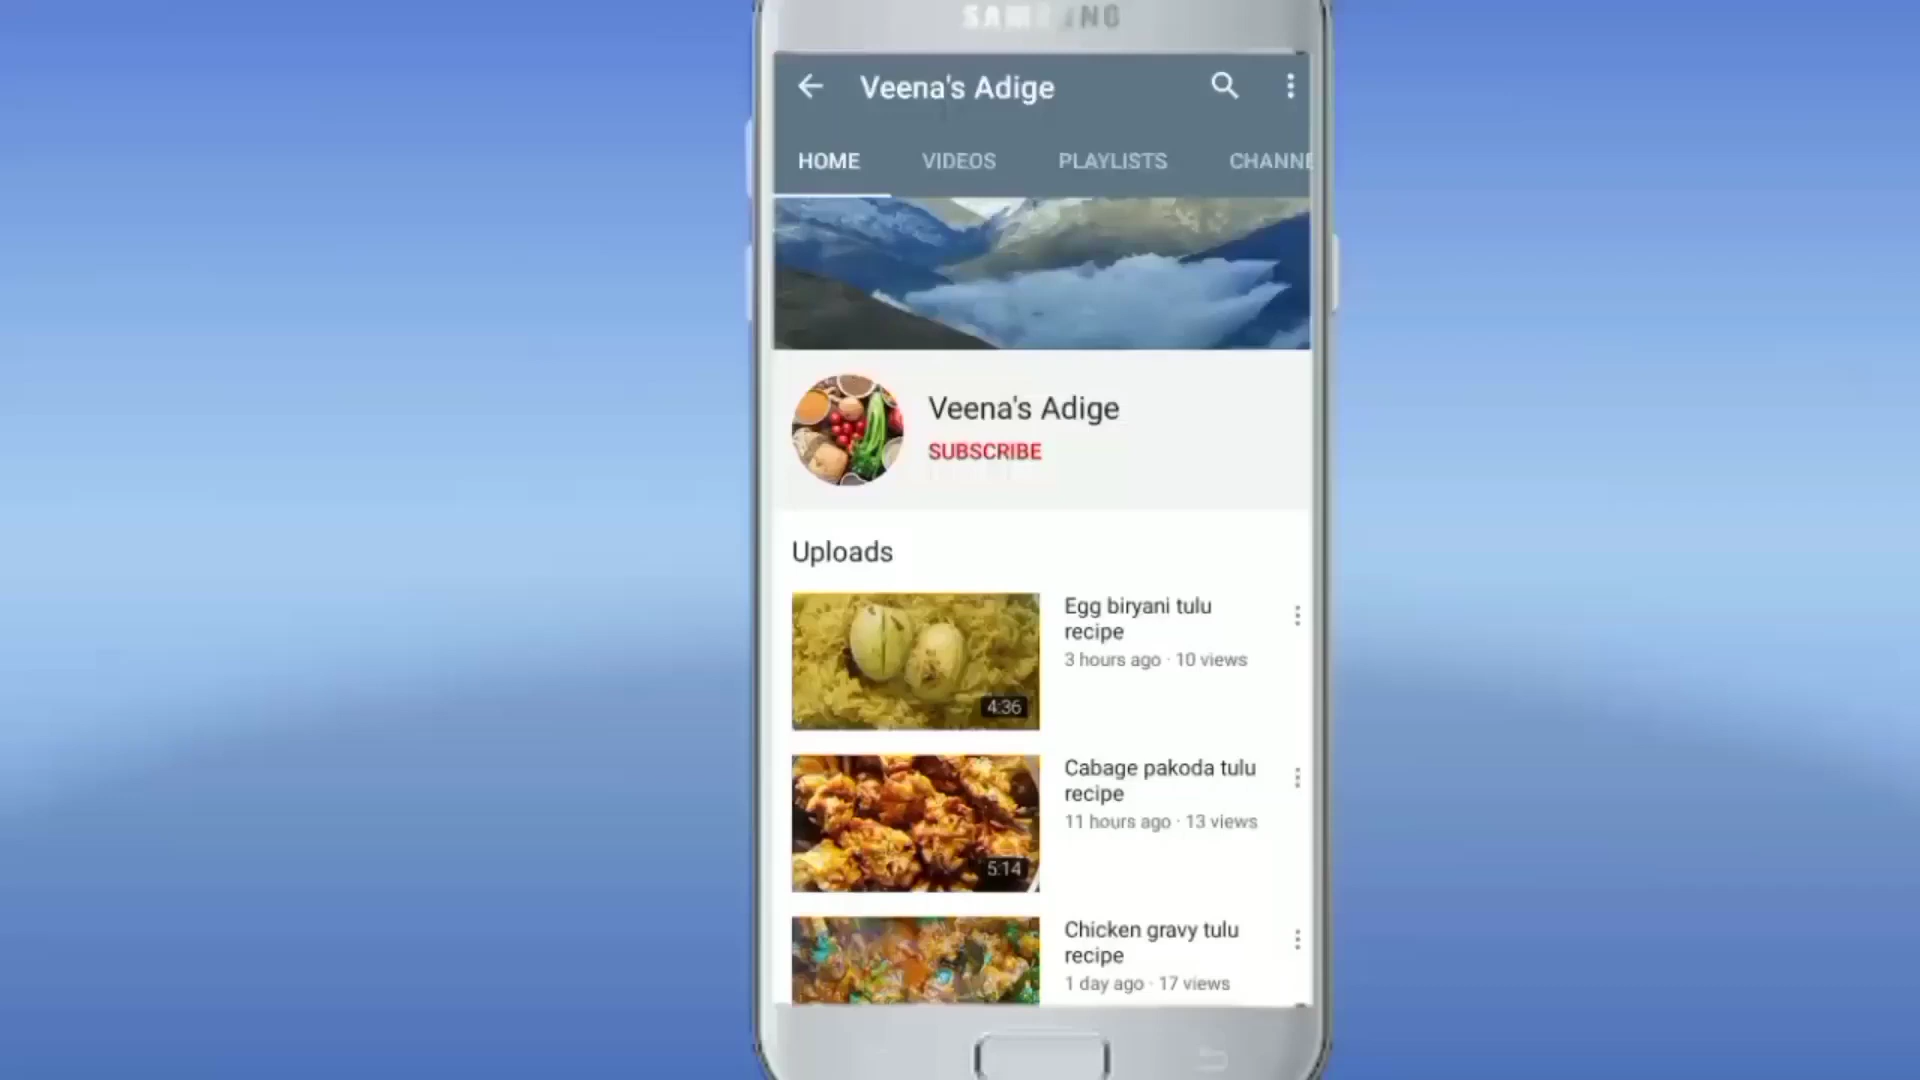 SAMSUNG
Veena's Adige
HOME VIDEOS PLAYLISTS CHANNE
Veena's Adige
SUBSCRIBE
Uploads
Egg biryani tulu
recipe
3 hours ago · 10 views
4:36
Cabage pakoda tulu
recipe
11 hours ago · 13 views
5:14
Chicken gravy tulu
recipe
1 day ago · 17 views